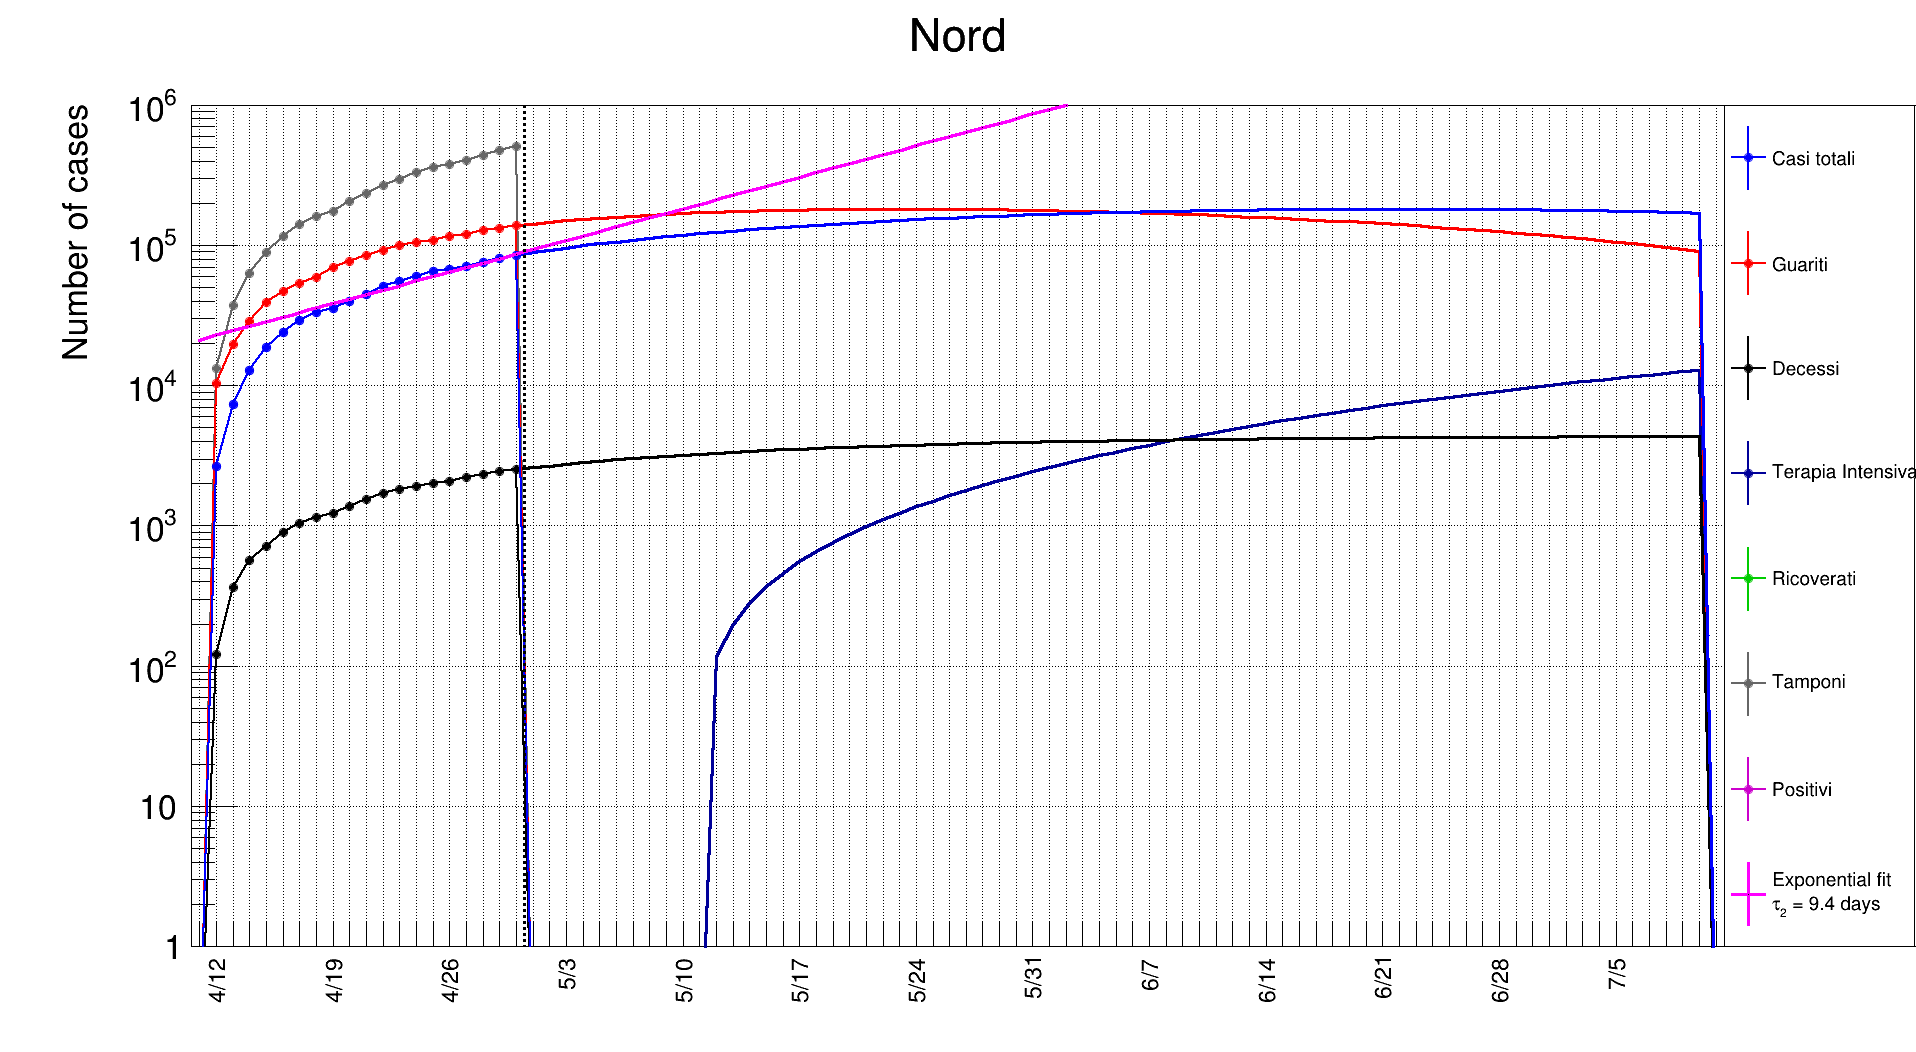 Nord
Number of cases
10^6
10^5
10^4
10^3
10^2
10
1
4/12
4/19
4/26
5/3
5/10
5/17
5/24
5/31
6/7
6/14
6/21
6/28
7/5
Casi totali
Guariti
Decessi
Terapia Intensiva
Ricoverati
Tamponi
Positivi
Exponential fit
τ_2 = 9.4 days